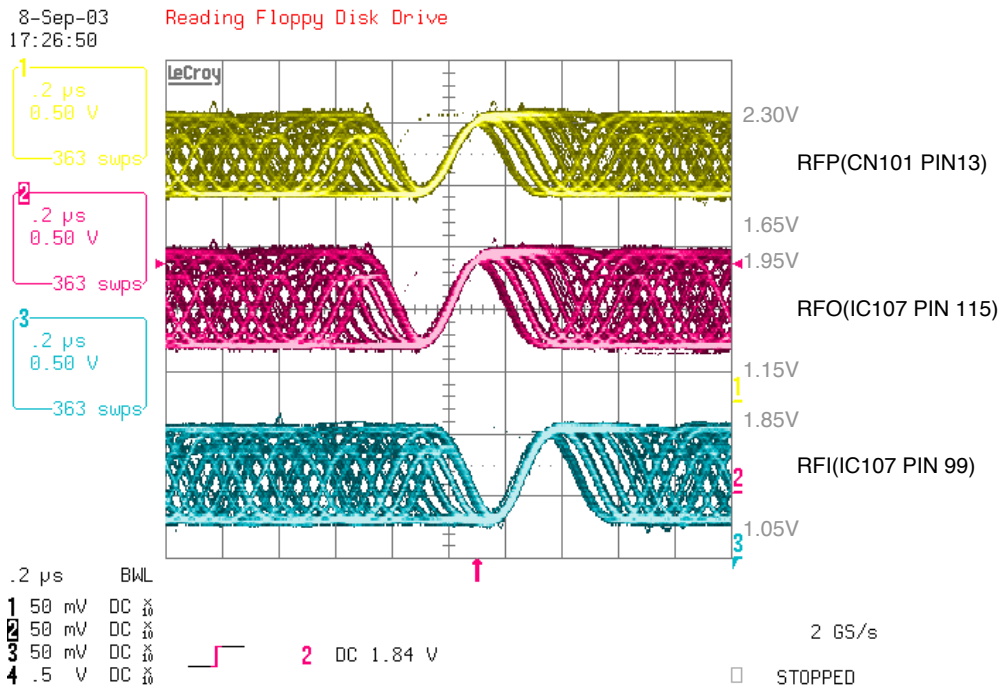 8-Sep-03
17:26:50
Reading Floppy Disk Drive
1
.2 µs
0.50 V
363 swps
2
.2 µs
0.50 V
363 swps
3
.2 µs
0.50 V
363 swps
LeCroy
2.30V
RFP(CN101 PIN13)
1.65V
1.95V
RFO(IC107 PIN 115)
1.15V
1
1.85V
RFI(IC107 PIN 99)
2
1.05V
3
.2 µs BWL
1 50 mV DC X10
2 50 mV DC X10
3 50 mV DC X10
4 .5 V DC X10
2 DC 1.84 V
2 GS/s
STOPPED